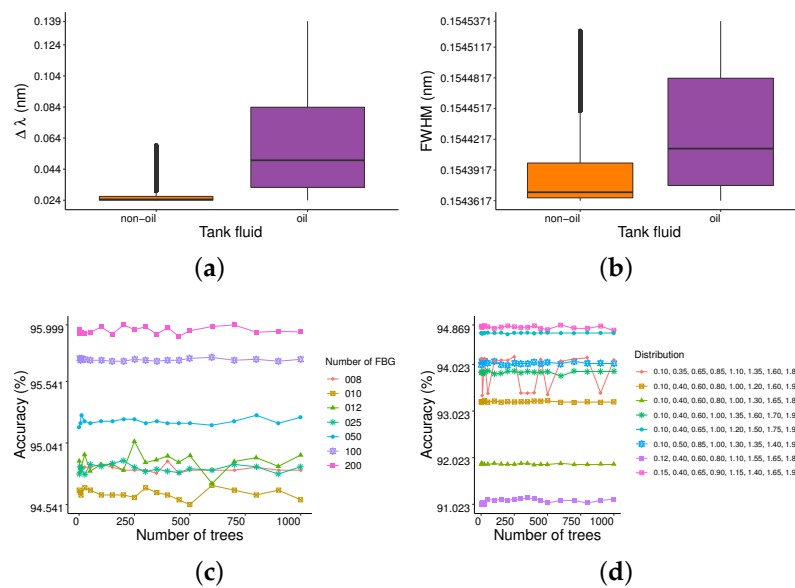 0.139
0.124
0.104
0.084
0.064
0.044
0.024
Δ λ (nm)
non−oil
oil
Tank fluid
(a)
0.1545371
0.1545117
0.1544817
0.1544517
0.1544217
0.1543917
0.1543617
FWHM (nm)
non−oil
oil
Tank fluid
(b)
95.999
95.541
95.041
94.541
Accuracy (%)
0
250
500
750
1000
Number of trees
Number of FBG
008
010
012
025
050
100
200
(c)
94.869
94.023
93.023
92.023
91.023
Accuracy (%)
0
250
500
750
1000
Number of trees
Distribution
0.10, 0.35, 0.65, 0.85, 1.10, 1.35, 1.60, 1.8
0.10, 0.40, 0.60, 0.80, 1.00, 1.20, 1.60, 1.9
0.10, 0.40, 0.60, 0.80, 1.00, 1.30, 1.65, 1.8
0.10, 0.40, 0.60, 1.00, 1.35, 1.60, 1.70, 1.9
0.10, 0.40, 0.65, 1.00, 1.20, 1.50, 1.75, 1.9
0.10, 0.50, 0.85, 1.00, 1.30, 1.35, 1.40, 1.9
0.12, 0.40, 0.60, 0.80, 1.10, 1.55, 1.65, 1.8
0.15, 0.40, 0.65, 0.90, 1.15, 1.40, 1.65, 1.9
(d)